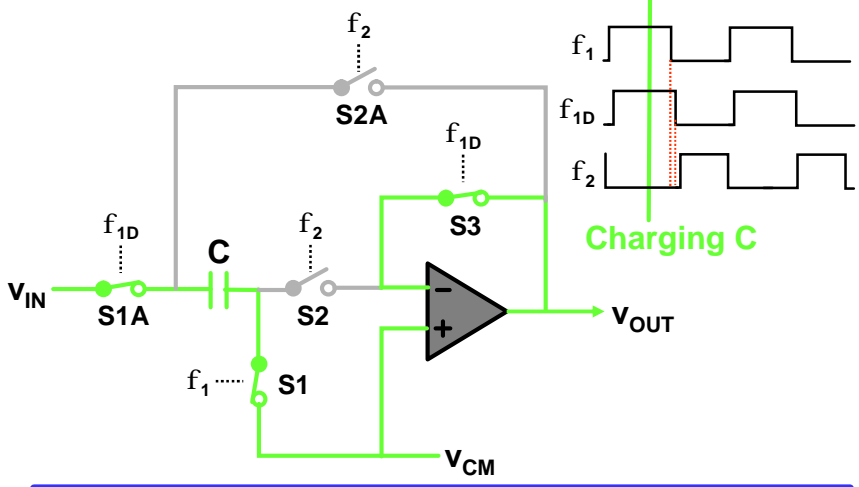 f2
S2A
f1D
S3
f1D
C
f2
vIN
S1A
S2
−
+
vOUT
f1
S1
vCM
f1
f1D
f2
Charging C